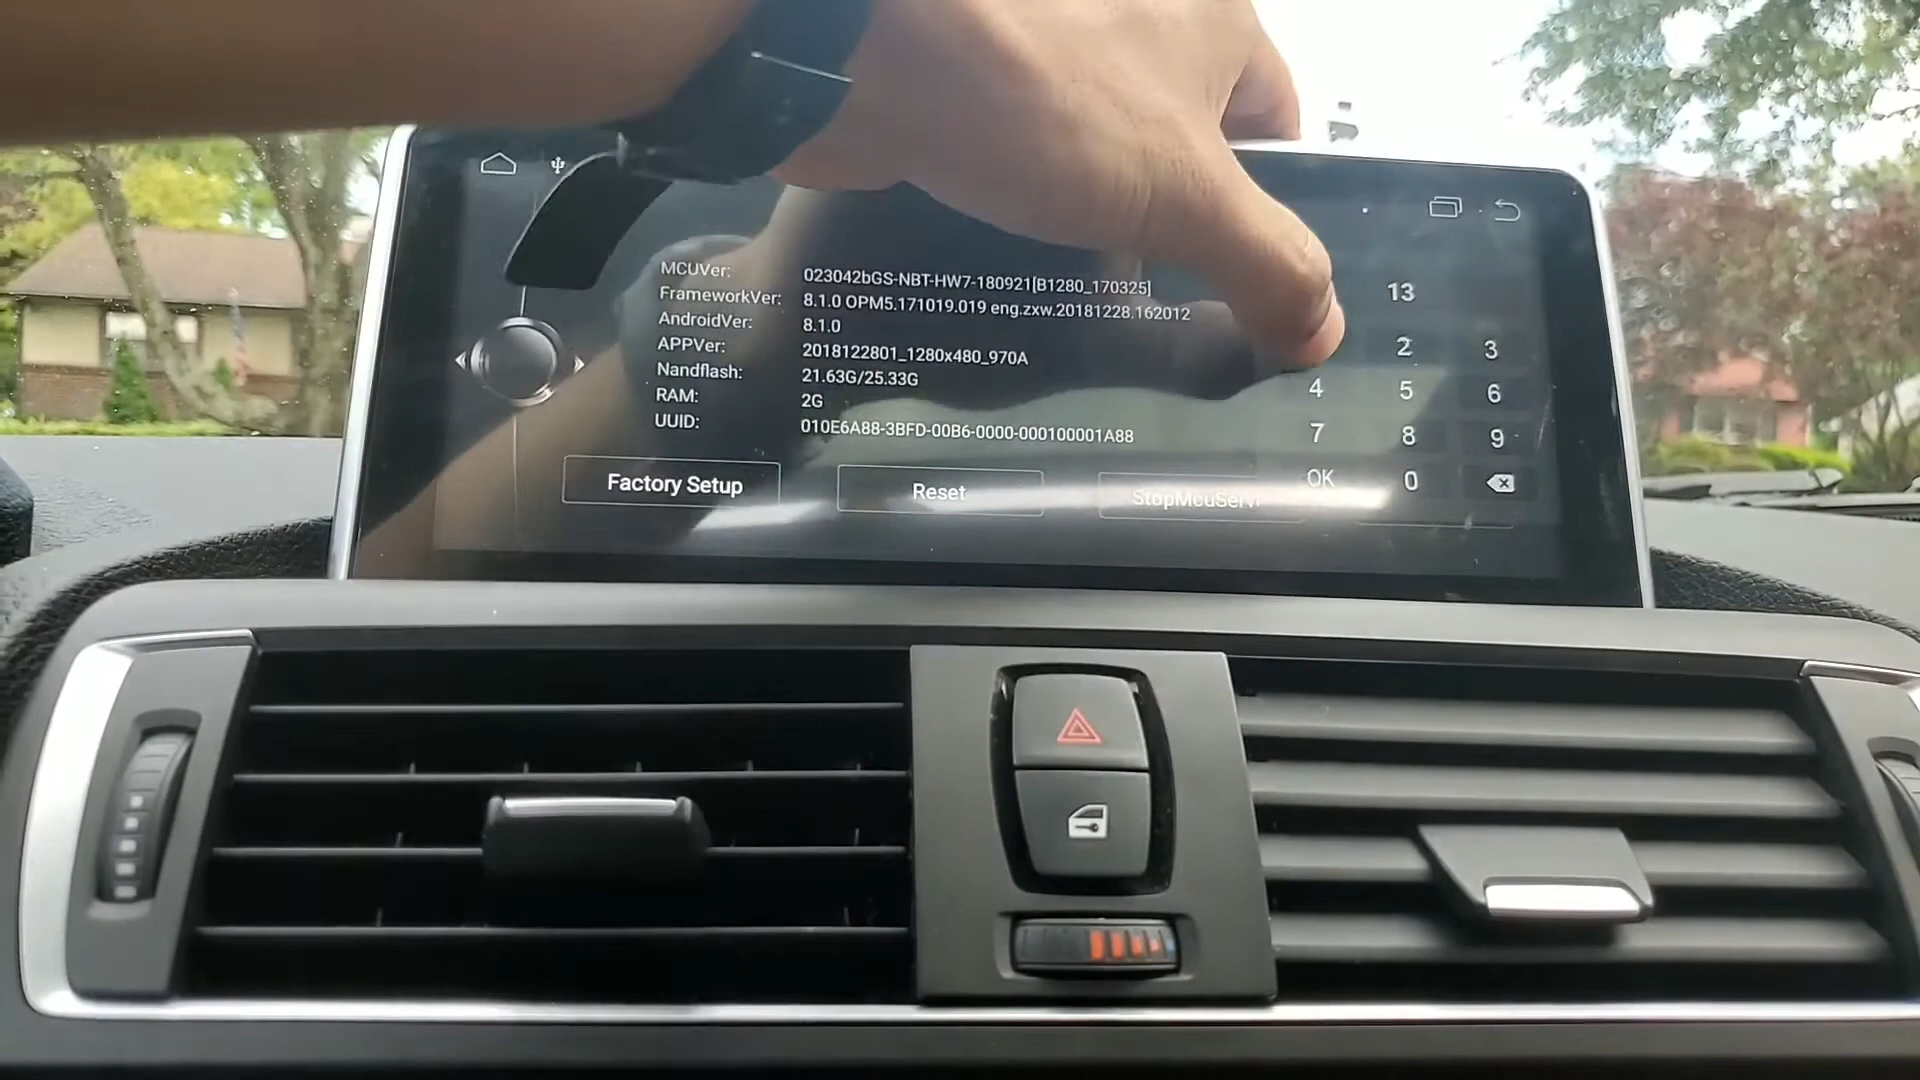 MCUVer: 023042bGS-NBT-HW7-180921[B1280_170325]
FrameworkVer: 8.1.0 OPM5.171019.019 eng.zxw.20181228.162012
AndroidVer: 8.1.0
APPVer: 2018122801_1280x480_970A
Nandflash: 21.63G/25.33G
RAM: 2G
UUID: 010E6A88-3BFD-00B6-0000-000100001A88
Factory Setup
Reset
13
2 3
4 5 6
7 8 9
OK 0